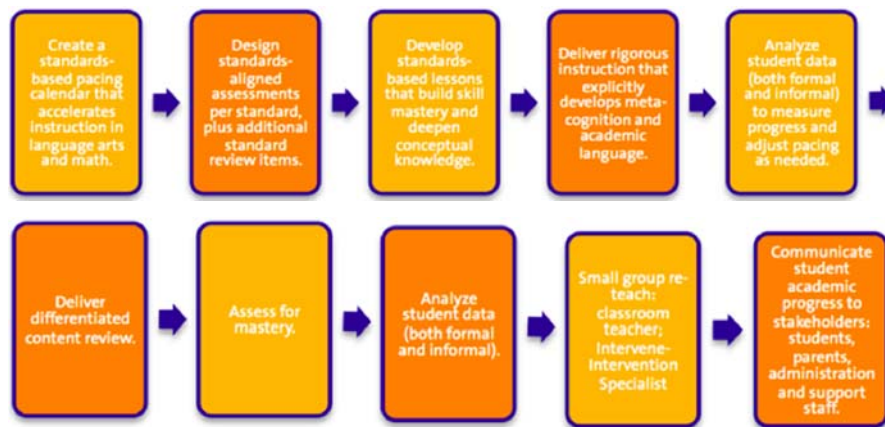 Create a
standards-
based pacing
calendar that
accelerates
instruction in
language arts
and math.
Design
standards-
aligned
assessments
per standard,
plus additional
standard
review items.
Develop
standards-
based lessons
that build skill
mastery and
deepen
conceptual
knowledge.
Deliver rigorous
instruction that
explicitly
develops meta-
cognition and
academic
language.
Analyze
student data
(both formal
and informal)
to measure
progress and
adjust pacing
as needed.
Deliver
differentiated
content review.
Assess for
mastery.
Analyze
student data
(both formal
and informal).
Small group re-
teach:
classroom
teacher;
Intervene-
Intervention
Specialist
Communicate
student
academic
progress to
stakeholders:
students,
parents,
administration
and support
staff.